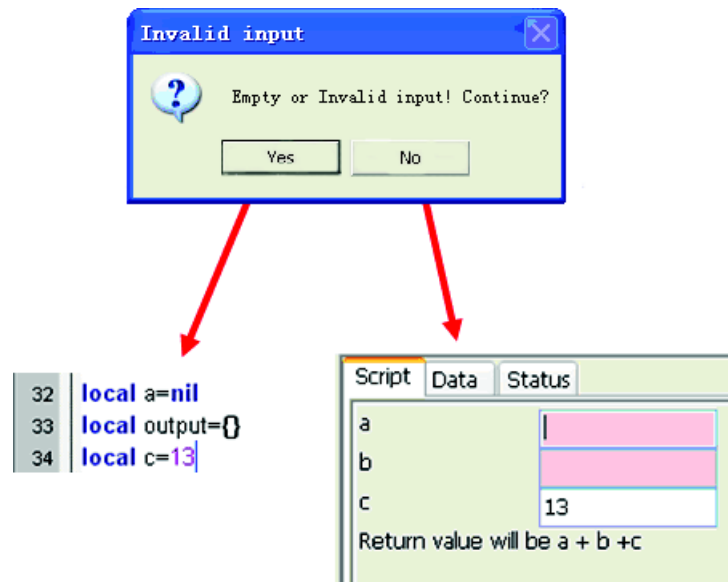 Invalid input
Empty or Invalid input! Continue?
Yes No
32 local a=nil
33 local output={}
34 local c=13
Script Data Status
a
b
c 13
Return value will be a + b +c